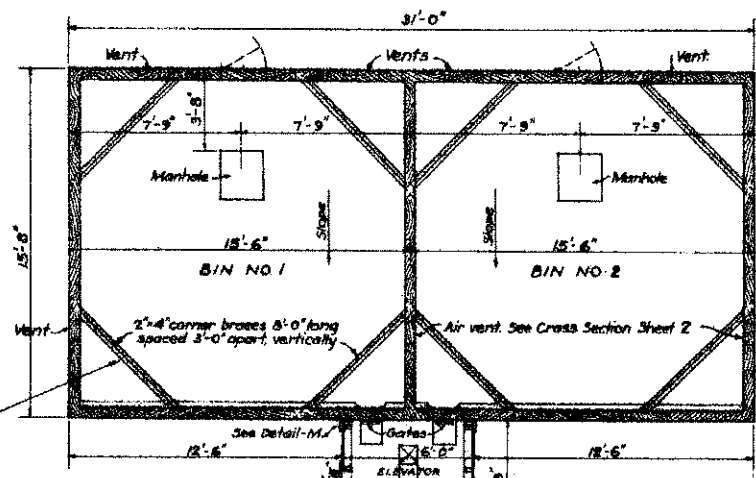 31'-0"
Vent
Vents
Vent
15'-8"
3'-8"
7'-9"
7'-9"
7'-9"
7'-9"
Manhole
Manhole
Slope
Slope
15'-6"
15'-6"
BIN NO. 1
BIN NO. 2
Vent
2"×4" corner braces 8'-0" long
spaced 3'-0" apart, vertically
Air vent. See Cross Section Sheet 2
See Detail-M
Gates
12'-6"
6'-0"
12'-6"
ELEVATOR